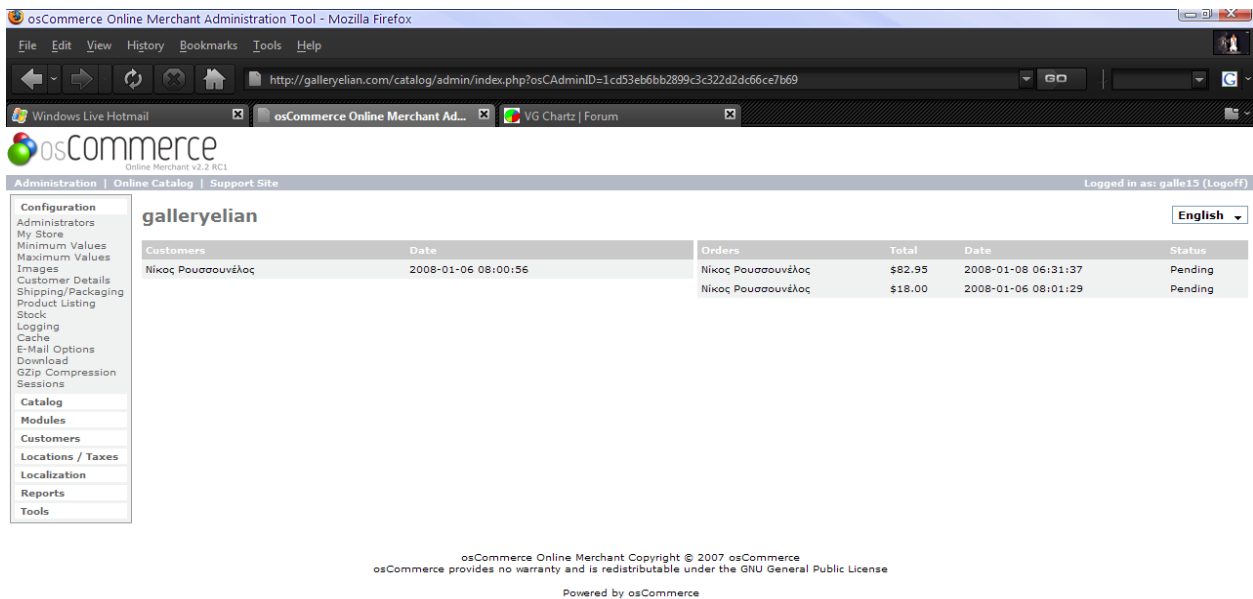 osCommerce Online Merchant Administration Tool - Mozilla Firefox
File Edit View History Bookmarks Tools Help
http://galleryelian.com/catalog/admin/index.php?osCAdminID=1cd53eb6bb2899c3c322d2dc66ce7b69 GO G
Windows Live Hotmail osCommerce Online Merchant Ad... VG Chartz | Forum
osCommerce
Online Merchant v2.2 RC1
Administration | Online Catalog | Support Site Logged in as: galle15 (Logoff)
Configuration
Administrators
My Store
Minimum Values
Maximum Values
Images
Customer Details
Shipping/Packaging
Product Listing
Stock
Logging
Cache
E-Mail Options
Download
GZip Compression
Sessions
Catalog
Modules
Customers
Locations / Taxes
Localization
Reports
Tools
galleryelian English
Customers Date Orders Total Date Status
Νίκος Ρουσσουνέλος 2008-01-06 08:00:56 Νίκος Ρουσσουνέλος $82.95 2008-01-08 06:31:37 Pending
Νίκος Ρουσσουνέλος $18.00 2008-01-06 08:01:29 Pending
osCommerce Online Merchant Copyright © 2007 osCommerce
osCommerce provides no warranty and is redistributable under the GNU General Public License
Powered by osCommerce